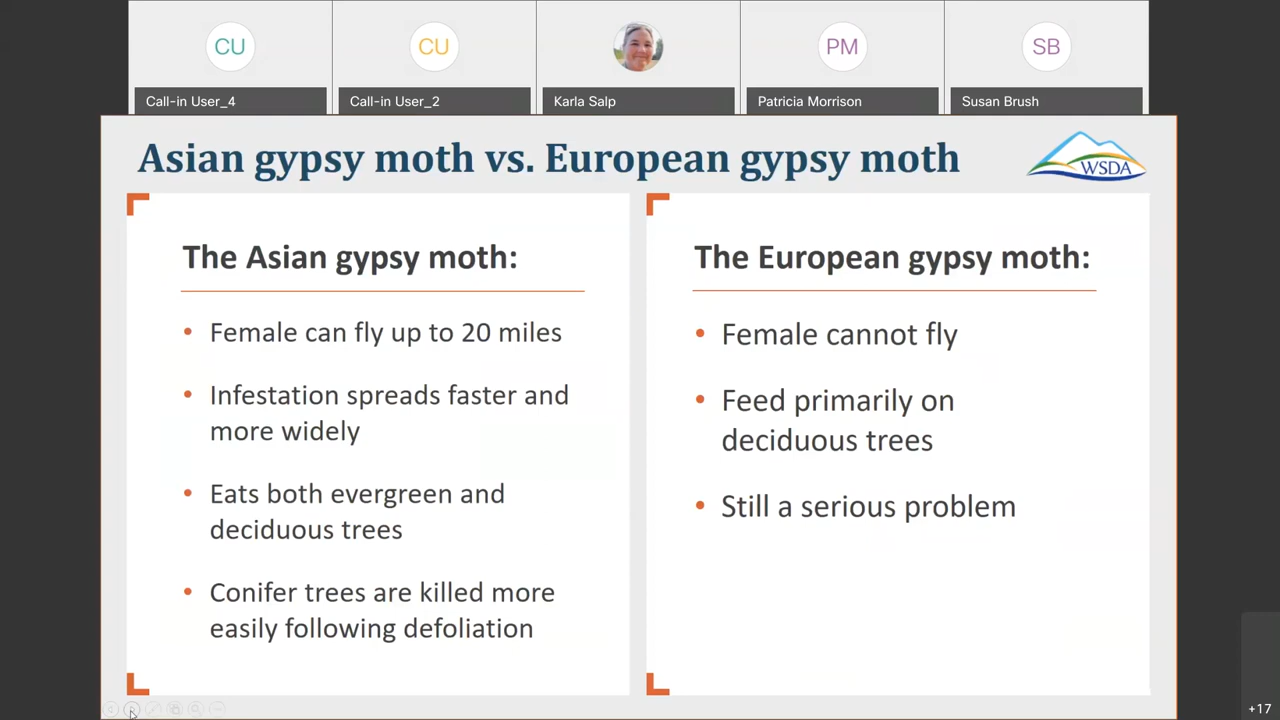 CU
CU
PM
SB
Call-in User_4
Call-in User_2
Karla Salp
Patricia Morrison
Susan Brush
Asian gypsy moth vs. European gypsy moth
WSDA
The Asian gypsy moth:
• Female can fly up to 20 miles
• Infestation spreads faster and
more widely
• Eats both evergreen and
deciduous trees
• Conifer trees are killed more
easily following defoliation
The European gypsy moth:
• Female cannot fly
• Feed primarily on
deciduous trees
• Still a serious problem
+17